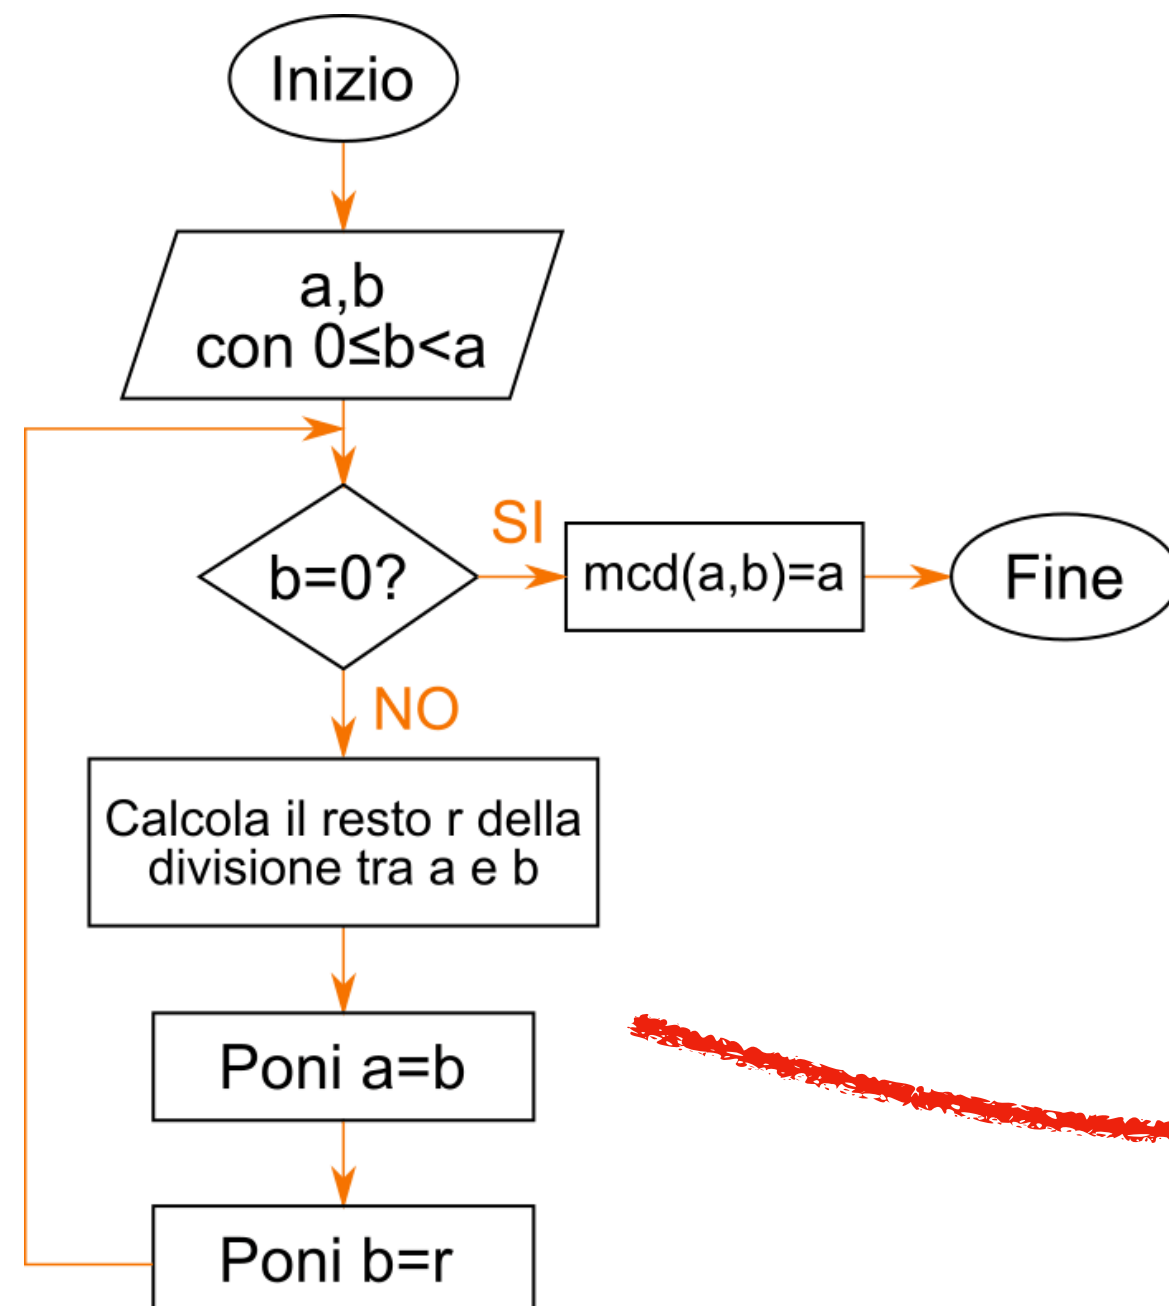 Inizio
a,b
con 0≤b<a
b=0?
SI
mcd(a,b)=a
Fine
NO
Calcola il resto r della
divisione tra a e b
Poni a=b
Poni b=r